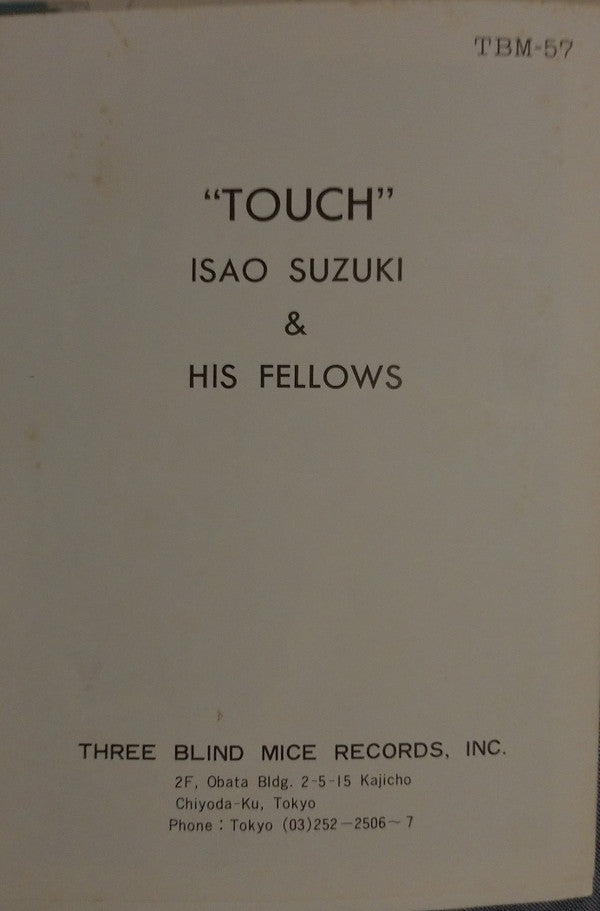 TBM-57
“TOUCH”
ISAO SUZUKI
&
HIS FELLOWS
THREE BLIND MICE RECORDS, INC.
2F, Obata Bldg. 2-5-15 Kajicho
Chiyoda-Ku, Tokyo
Phone : Tokyo (03)252－2506～7